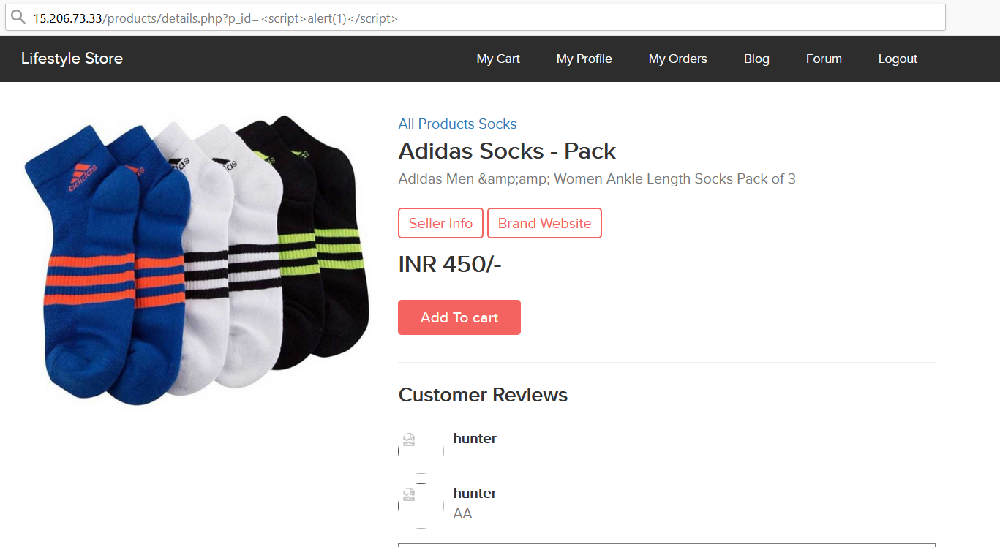 15.206.73.33/products/details.php?p_id=<script>alert(1)</script>
Lifestyle Store My Cart My Profile My Orders Blog Forum Logout
All Products Socks
Adidas Socks - Pack
Adidas Men &amp;amp; Women Ankle Length Socks Pack of 3
Seller Info Brand Website
INR 450/-
Add To cart
Customer Reviews
hunter
hunter
AA
adidas